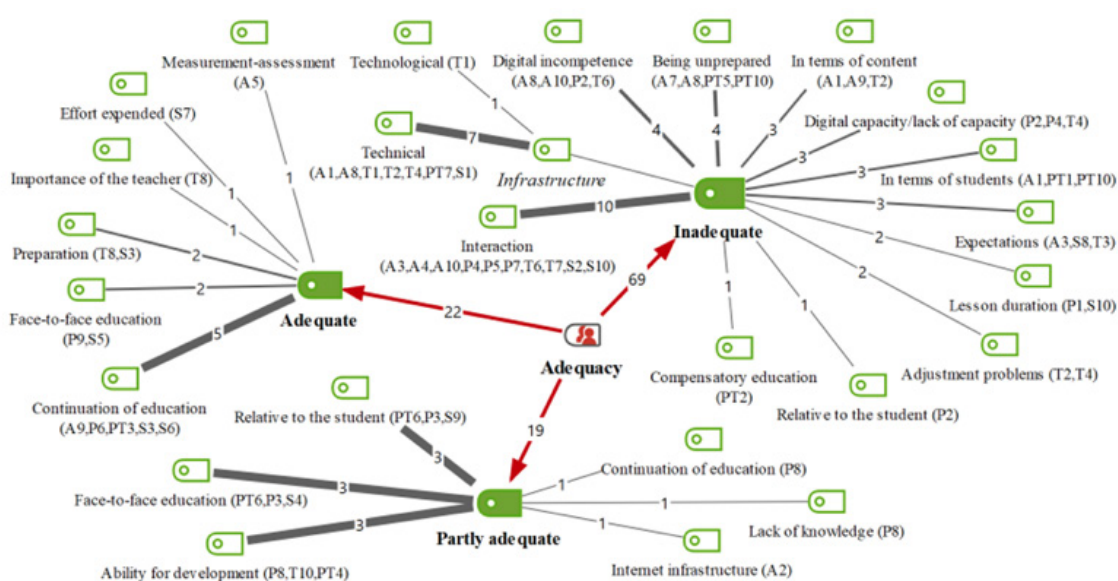 Measurement-assessment
(A5)
1
Effort expended (S7)
1
Importance of the teacher (T8)
1
Preparation (T8,S3)
2
Face-to-face education
(P9,S5)
2
Continuation of education
(A9,P6,PT3,S3,S6)
5
Adequate
22
Technological (T1)
1
Technical
(A1,A8,T1,T2,T4,PT7,S1)
7
Infrastructure
Interaction
(A3,A4,A10,P4,P5,P7,T6,T7,S2,S10)
10
Digital incompetence
(A8,A10,P2,T6)
4
Being unprepared
(A7,A8,PT5,PT10)
4
In terms of content
(A1,A9,T2)
3
Digital capacity/lack of capacity (P2,P4,T4)
3
In terms of students (A1,PT1,PT10)
3
Expectations (A3,S8,T3)
3
Lesson duration (P1,S10)
2
Adjustment problems (T2,T4)
2
Relative to the student (P2)
1
Compensatory education
(PT2)
1
Inadequate
69
Adequacy
19
Relative to the student (PT6,P3,S9)
3
Face-to-face education (PT6,P3,S4)
3
Ability for development (P8,T10,PT4)
3
Partly adequate
Continuation of education (P8)
1
Lack of knowledge (P8)
1
Internet infrastructure (A2)
1